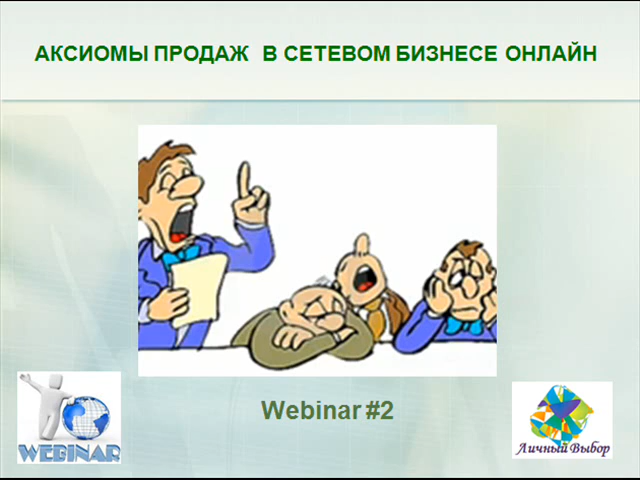 АКСИОМЫ ПРОДАЖ В СЕТЕВОМ БИЗНЕСЕ ОНЛАЙН
Webinar #2
WEBINAR
Личный Выбор